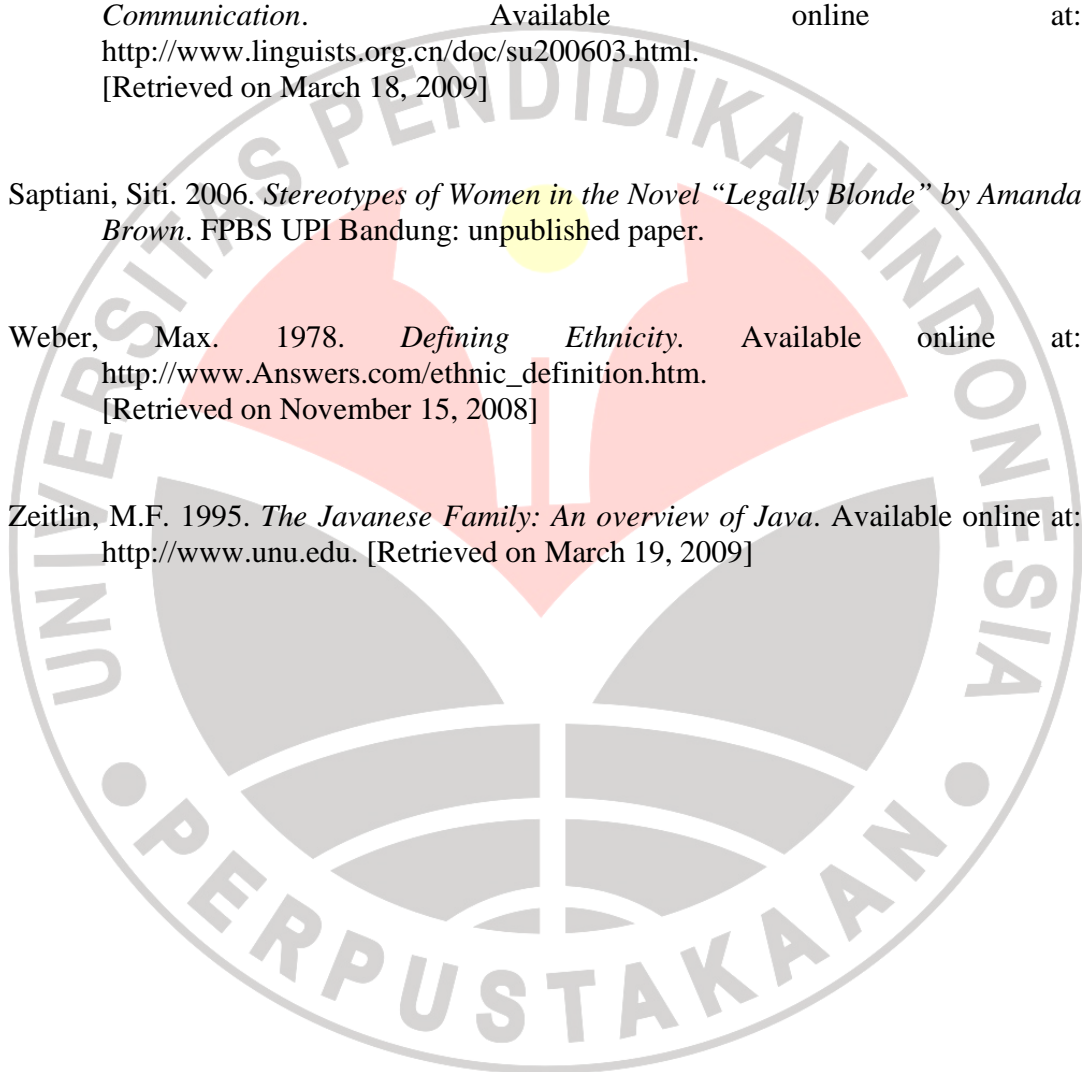 Communication. Available online at:
http://www.linguists.org.cn/doc/su200603.html.
[Retrieved on March 18, 2009]
Saptiani, Siti. 2006. Stereotypes of Women in the Novel “Legally Blonde” by Amanda
Brown. FPBS UPI Bandung: unpublished paper.
Weber, Max. 1978. Defining Ethnicity. Available online at:
http://www.Answers.com/ethnic_definition.htm.
[Retrieved on November 15, 2008]
Zeitlin, M.F. 1995. The Javanese Family: An overview of Java. Available online at:
http://www.unu.edu. [Retrieved on March 19, 2009]
UNIVERSITAS PENDIDIKAN INDONESIA
PERPUSTAKAAN